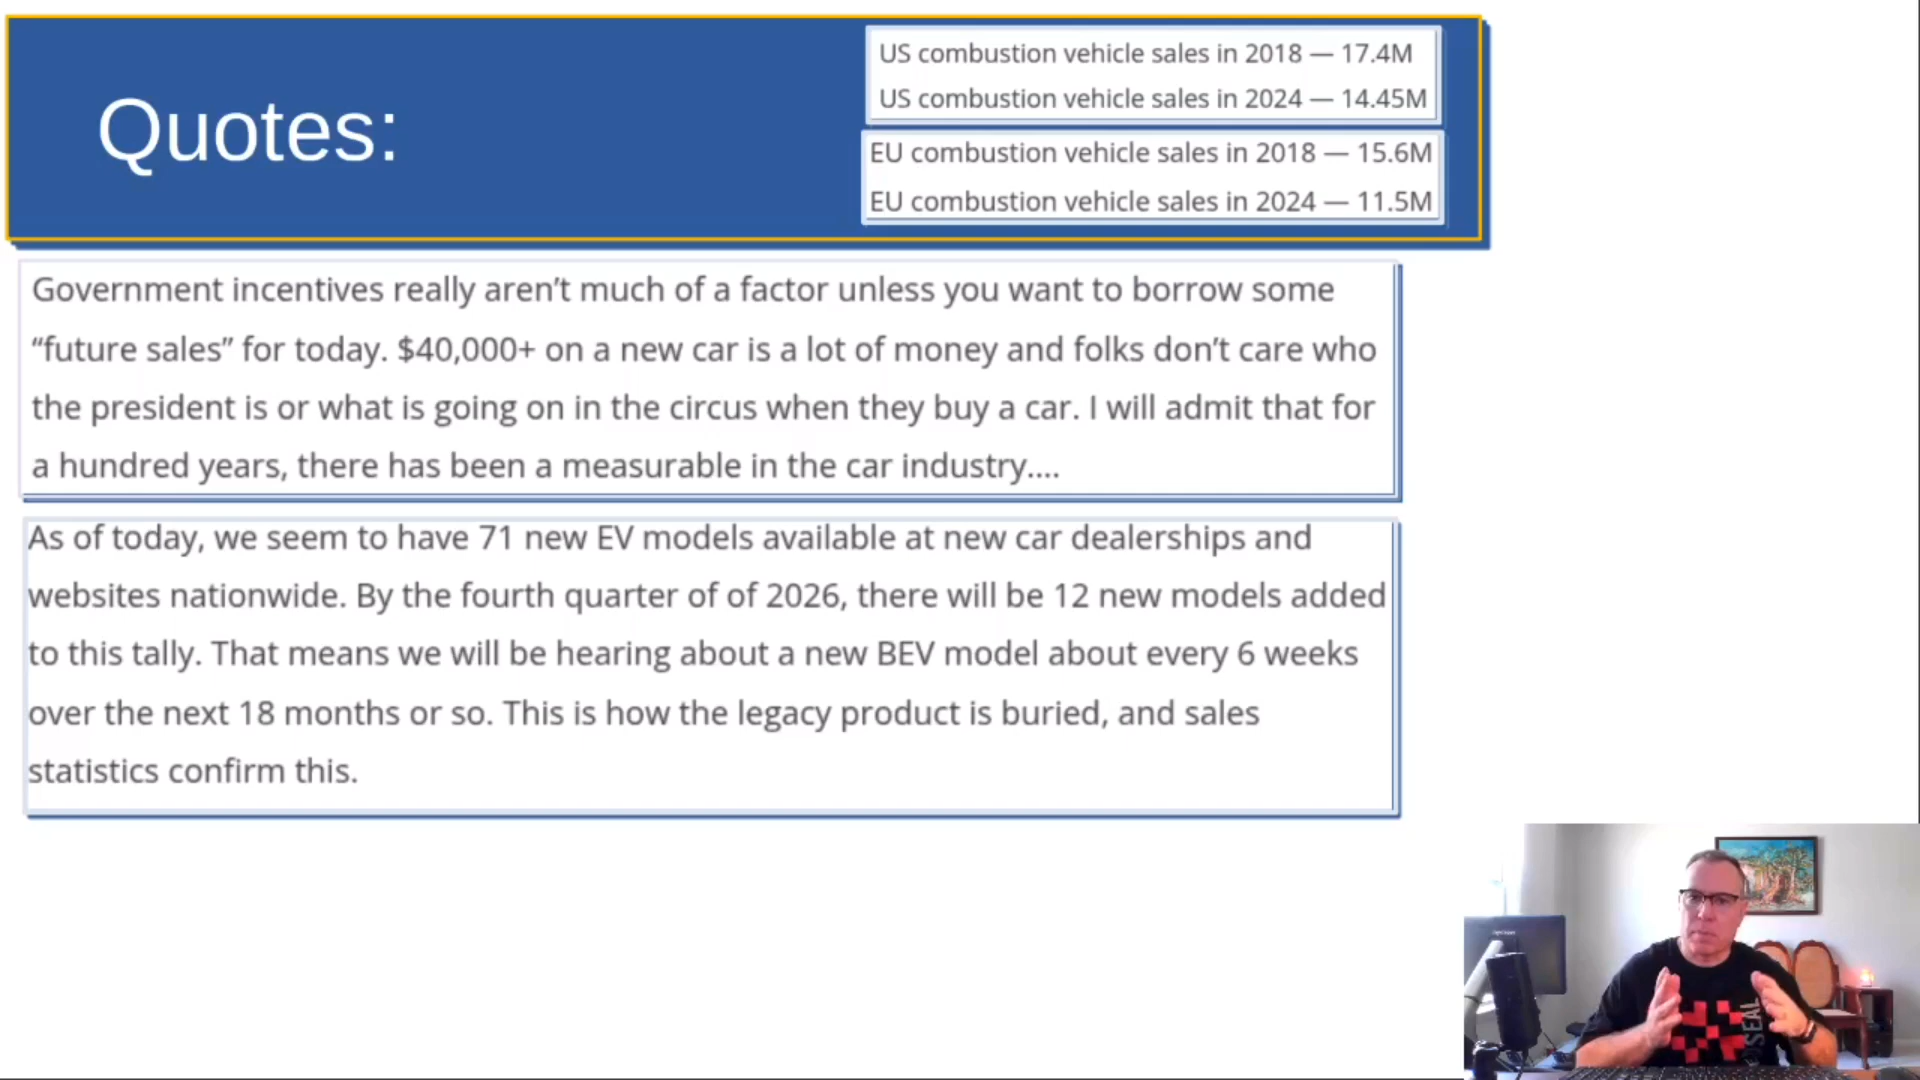 Quotes:
US combustion vehicle sales in 2018 — 17.4M
US combustion vehicle sales in 2024 — 14.45M
EU combustion vehicle sales in 2018 — 15.6M
EU combustion vehicle sales in 2024 — 11.5M
Government incentives really aren’t much of a factor unless you want to borrow some
“future sales” for today. $40,000+ on a new car is a lot of money and folks don’t care who
the president is or what is going on in the circus when they buy a car. I will admit that for
a hundred years, there has been a measurable in the car industry....
As of today, we seem to have 71 new EV models available at new car dealerships and
websites nationwide. By the fourth quarter of of 2026, there will be 12 new models added
to this tally. That means we will be hearing about a new BEV model about every 6 weeks
over the next 18 months or so. This is how the legacy product is buried, and sales
statistics confirm this.
SEAL